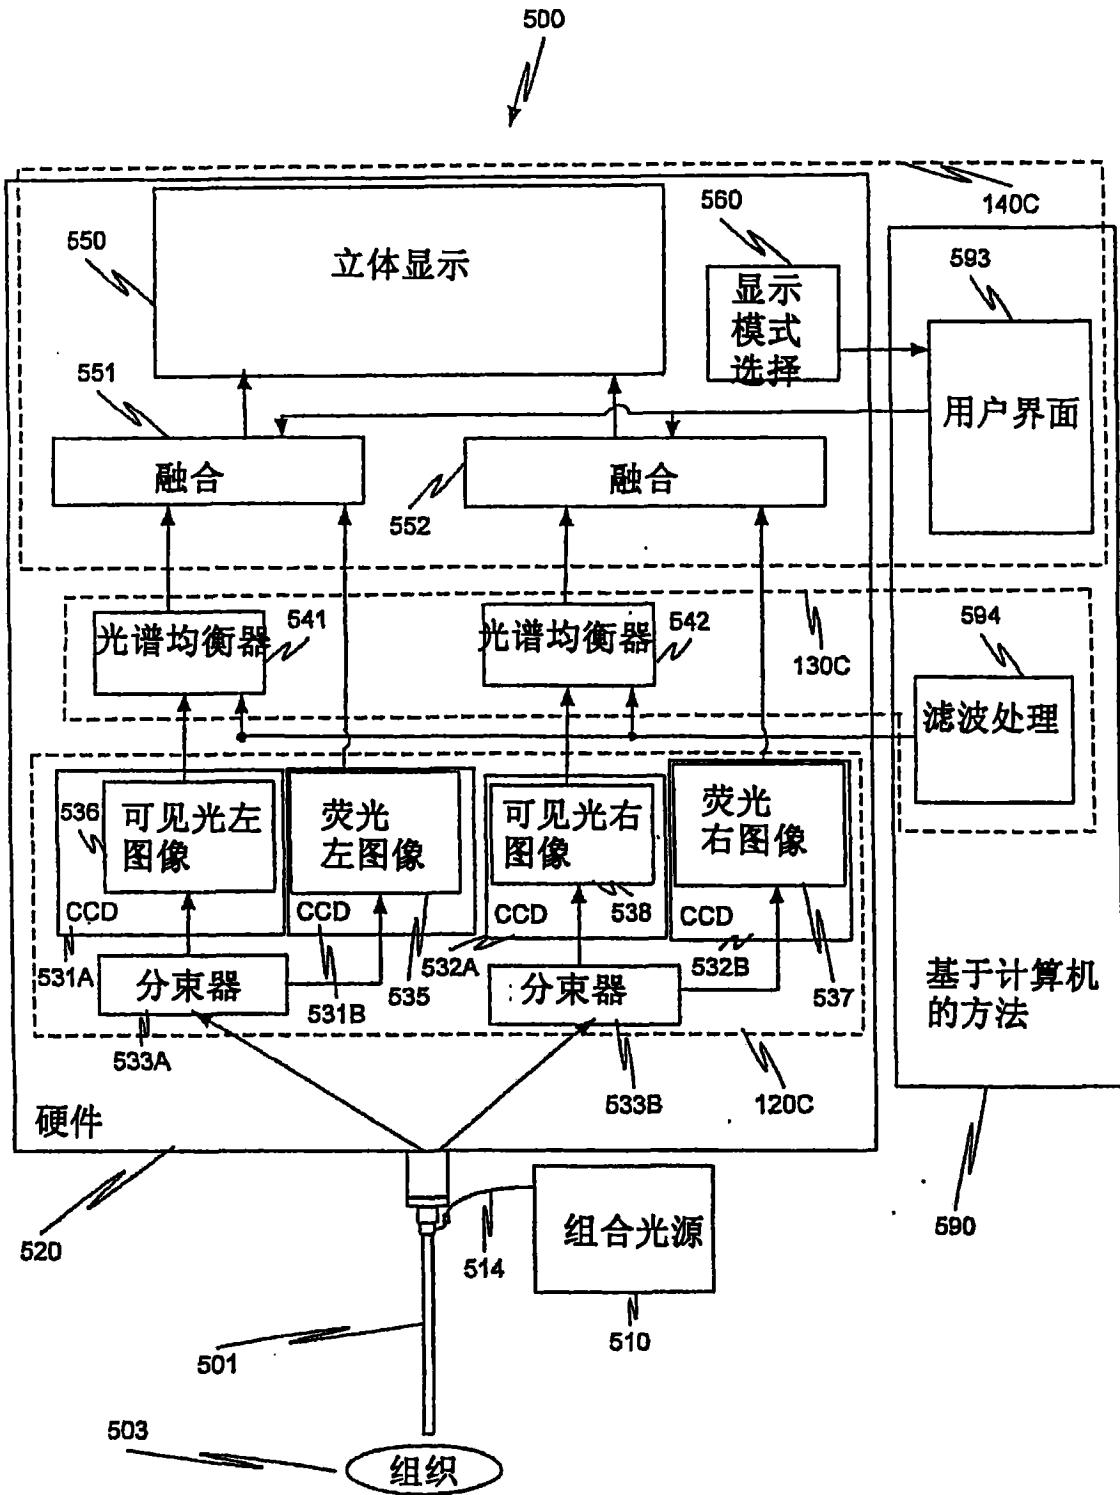 500
140C
560
550
立体显示
593
显示
模式
选择
551
用户界面
融合
融合
552
541
光谱均衡器
光谱均衡器
542
594
130C
滤波处理
536
可见光左
图像
荧光
左图像
可见光右
图像
荧光
右图像
CCD
CCD
538
CCD
CCD
531A
分束器
531B
535
532A
分束器
532B
537
基于计算机
的方法
533A
533B
120C
硬件
520
组合光源
590
514
510
501
503
组织